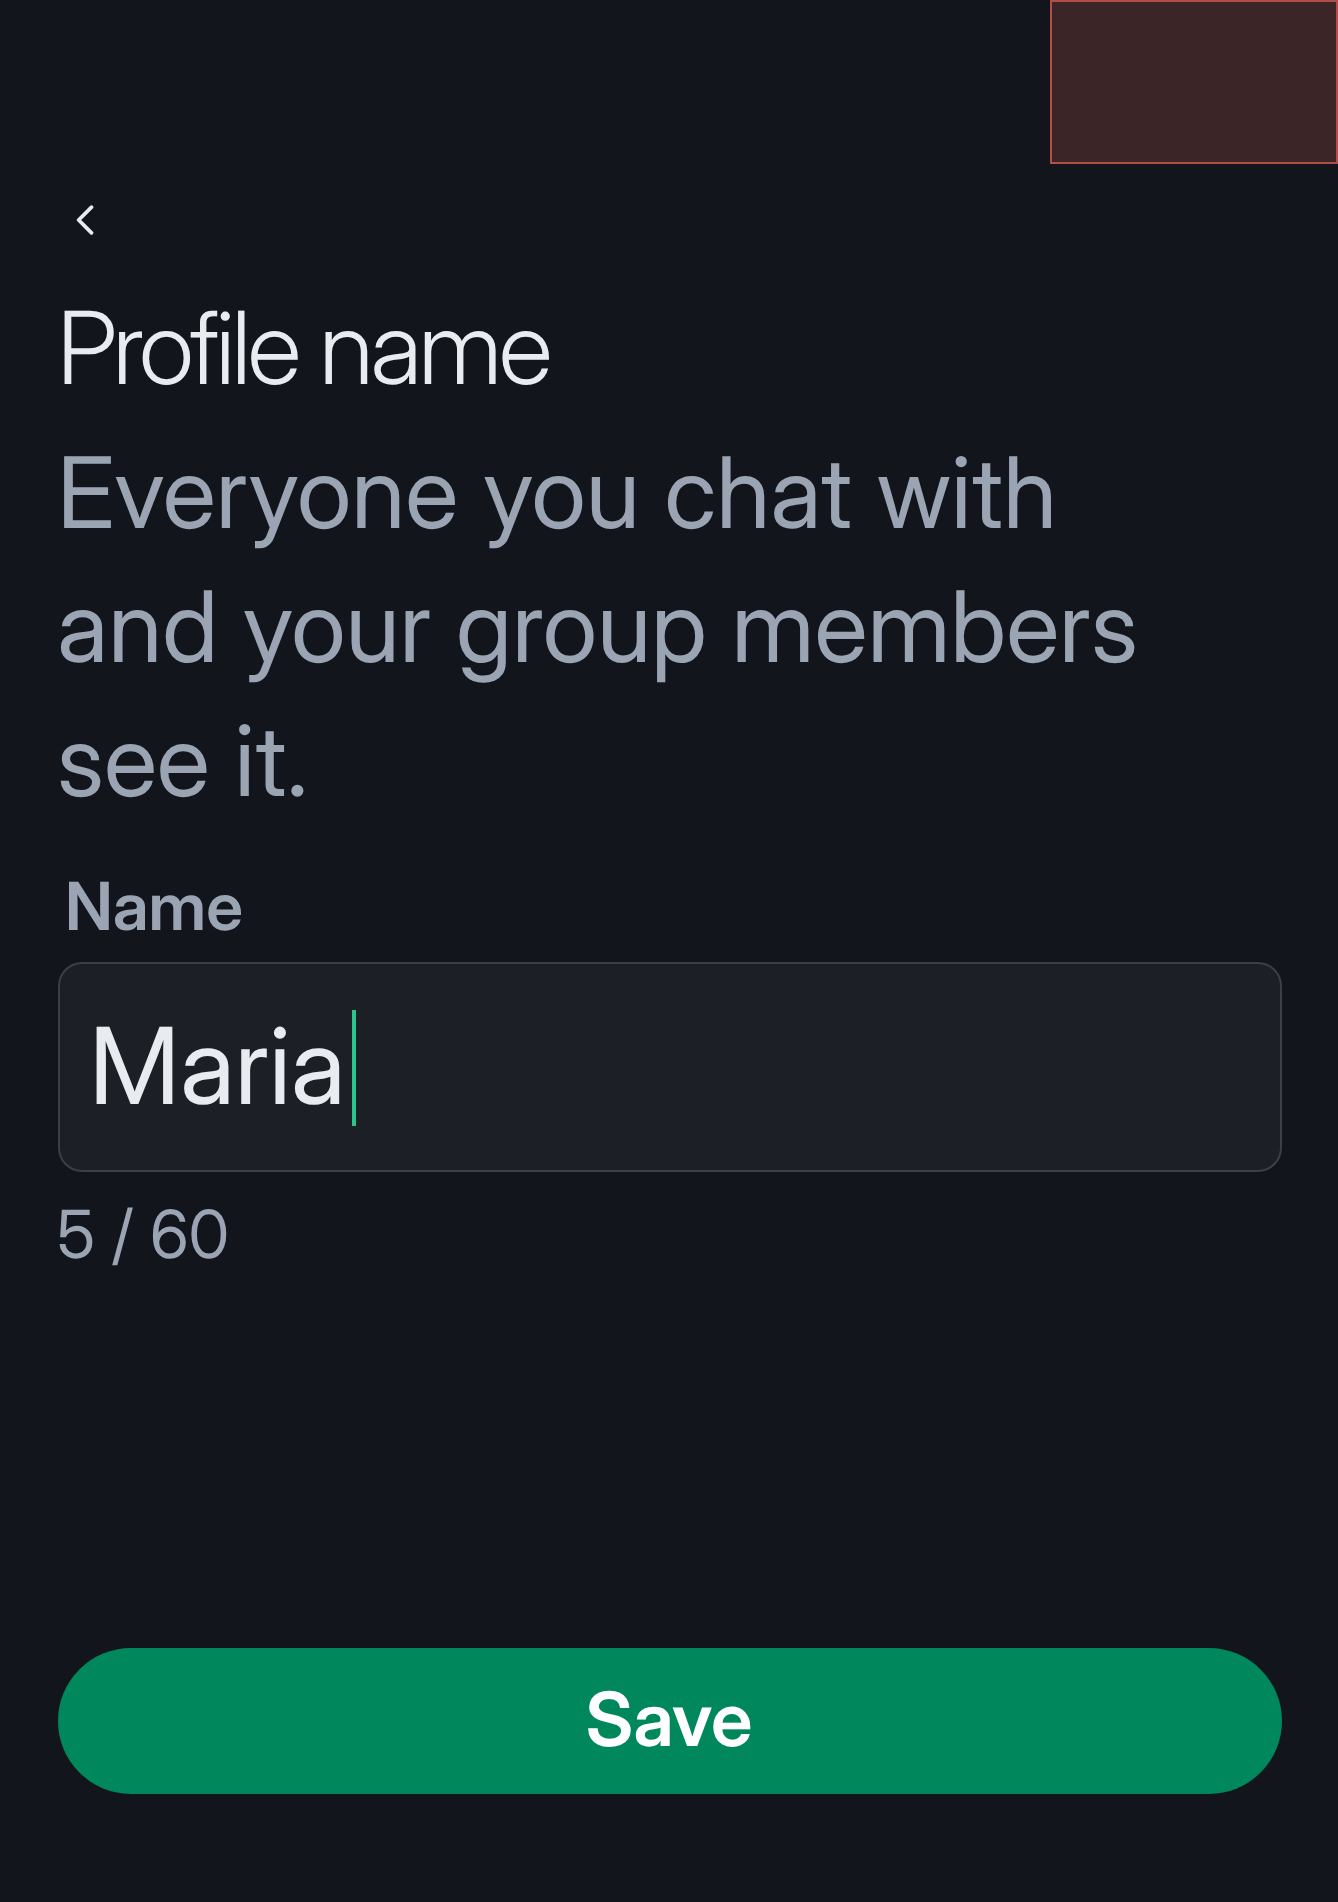 Profile name
Everyone you chat with
and your group members
see it.
Name
Maria
5 / 60
Save